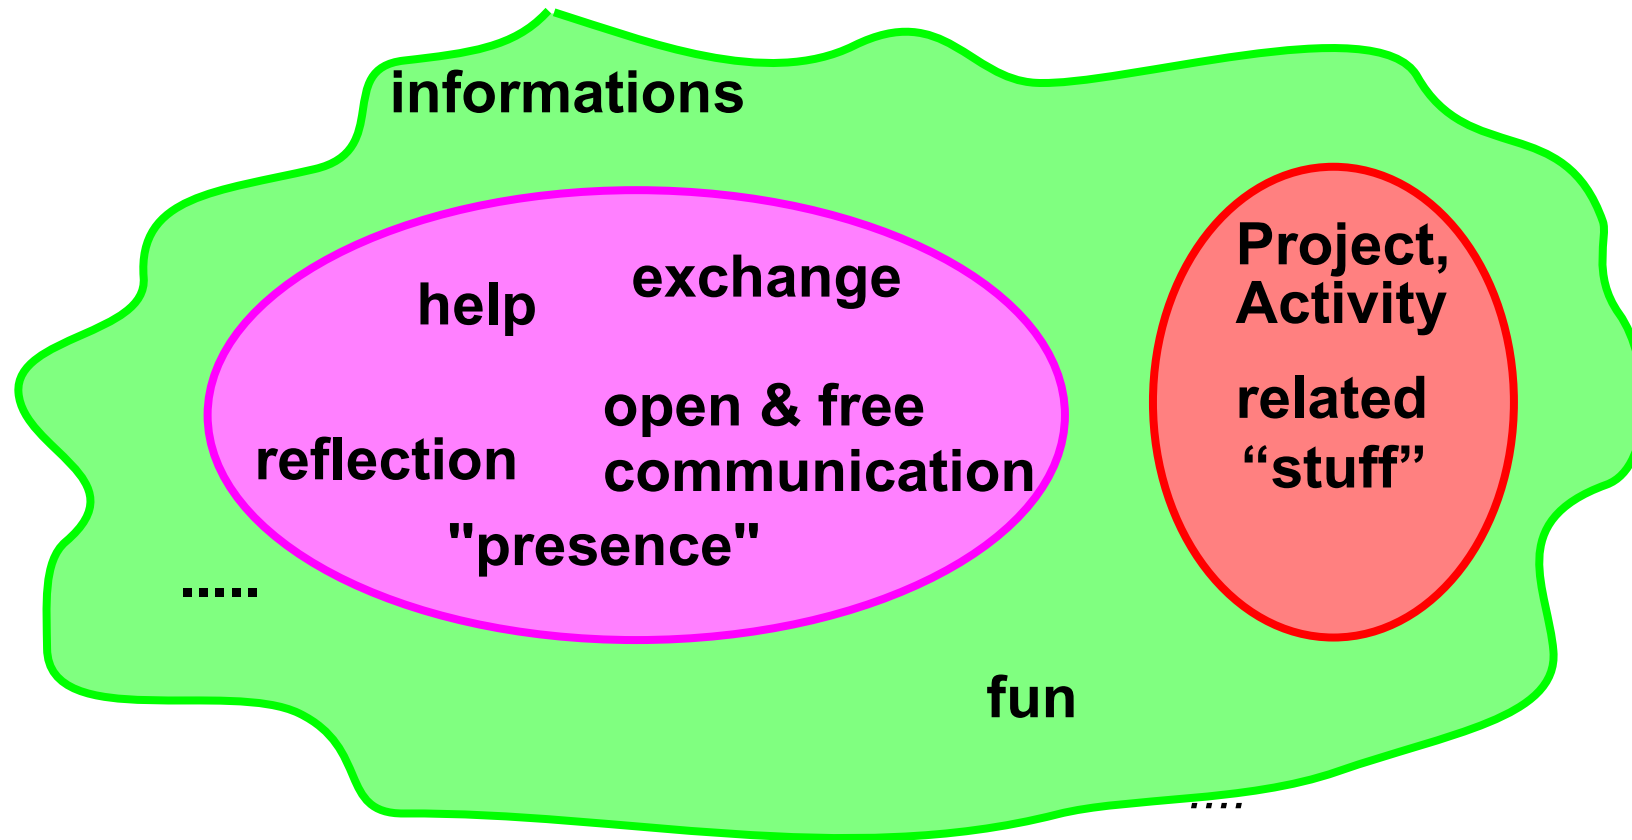 informations
help
exchange
open & free
communication
reflection
"presence"
.....
Project,
Activity
related
“stuff”
fun
....